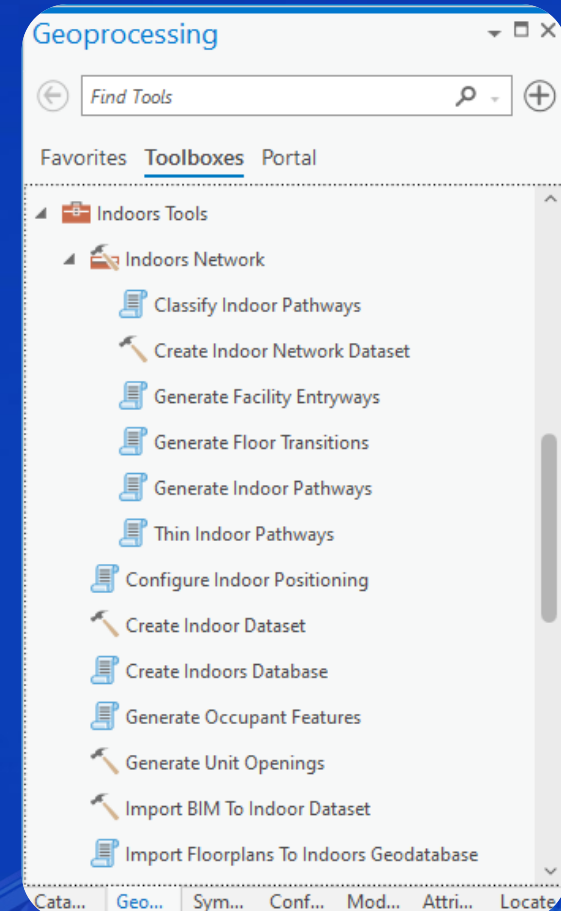 Geoprocessing
Find Tools
Favorites Toolboxes Portal
Indoors Tools
Indoors Network
Classify Indoor Pathways
Create Indoor Network Dataset
Generate Facility Entryways
Generate Floor Transitions
Generate Indoor Pathways
Thin Indoor Pathways
Configure Indoor Positioning
Create Indoor Dataset
Create Indoors Database
Generate Occupant Features
Generate Unit Openings
Import BIM To Indoor Dataset
Import Floorplans To Indoors Geodatabase
Cata... Geo... Sym... Conf... Mod... Attri... Locate